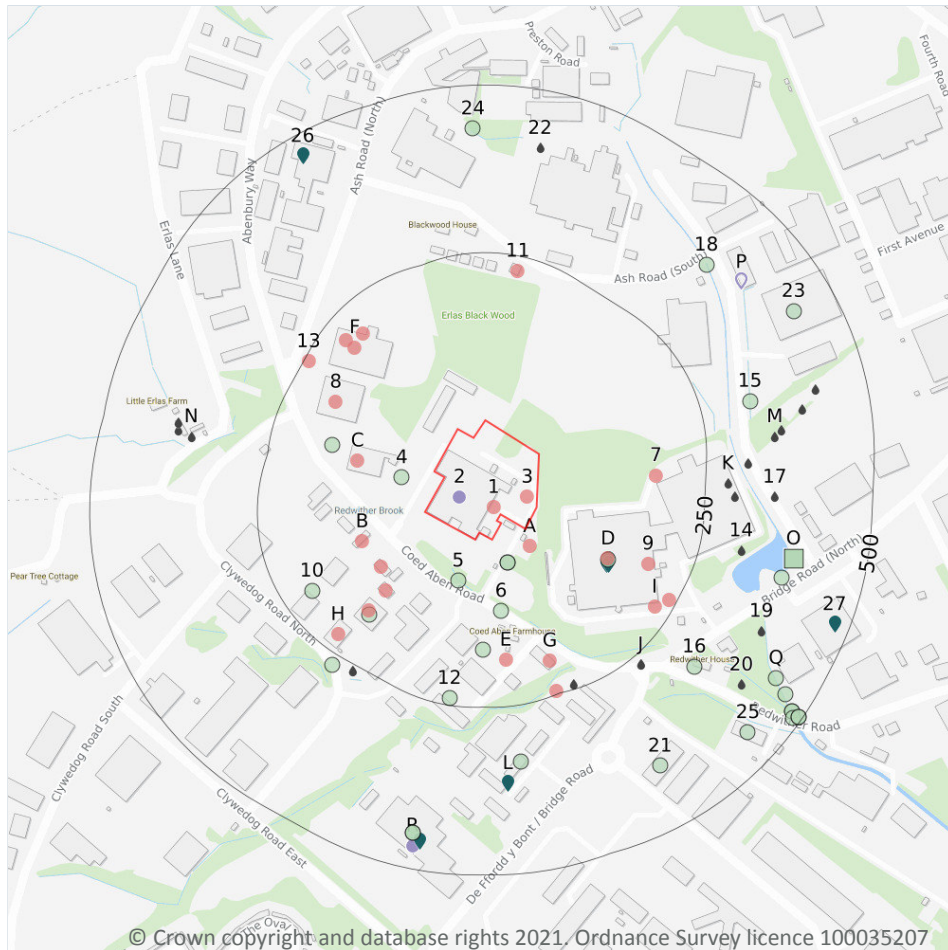 Preston Road
Fourth Road
24
22
26
Ash Road (North)
Abenbury Way
Erlas Lane
Blackwood House
First Avenue
18
P
11
Ash Road (South)
23
Erlas Black Wood
F
13
8
15
Little Erlas Farm
N
M
C
4
7
K
2
1
3
17
250
Redwither Brook
B
A
D
9
14
O
500
Coed Aben Road
Pear Tree Cottage
5
10
Clywedog Road North
6
I
Bridge Road (North)
19
27
H
Coed Aben Farmhouse
E
G
J
16
Redwither House
20
Q
12
Redwither Road
25
Clywedog Road South
L
21
De Ffordd y Bont / Bridge Road
Clywedog Road East
The Oval
© Crown copyright and database rights 2021. Ordnance Survey licence 100035207